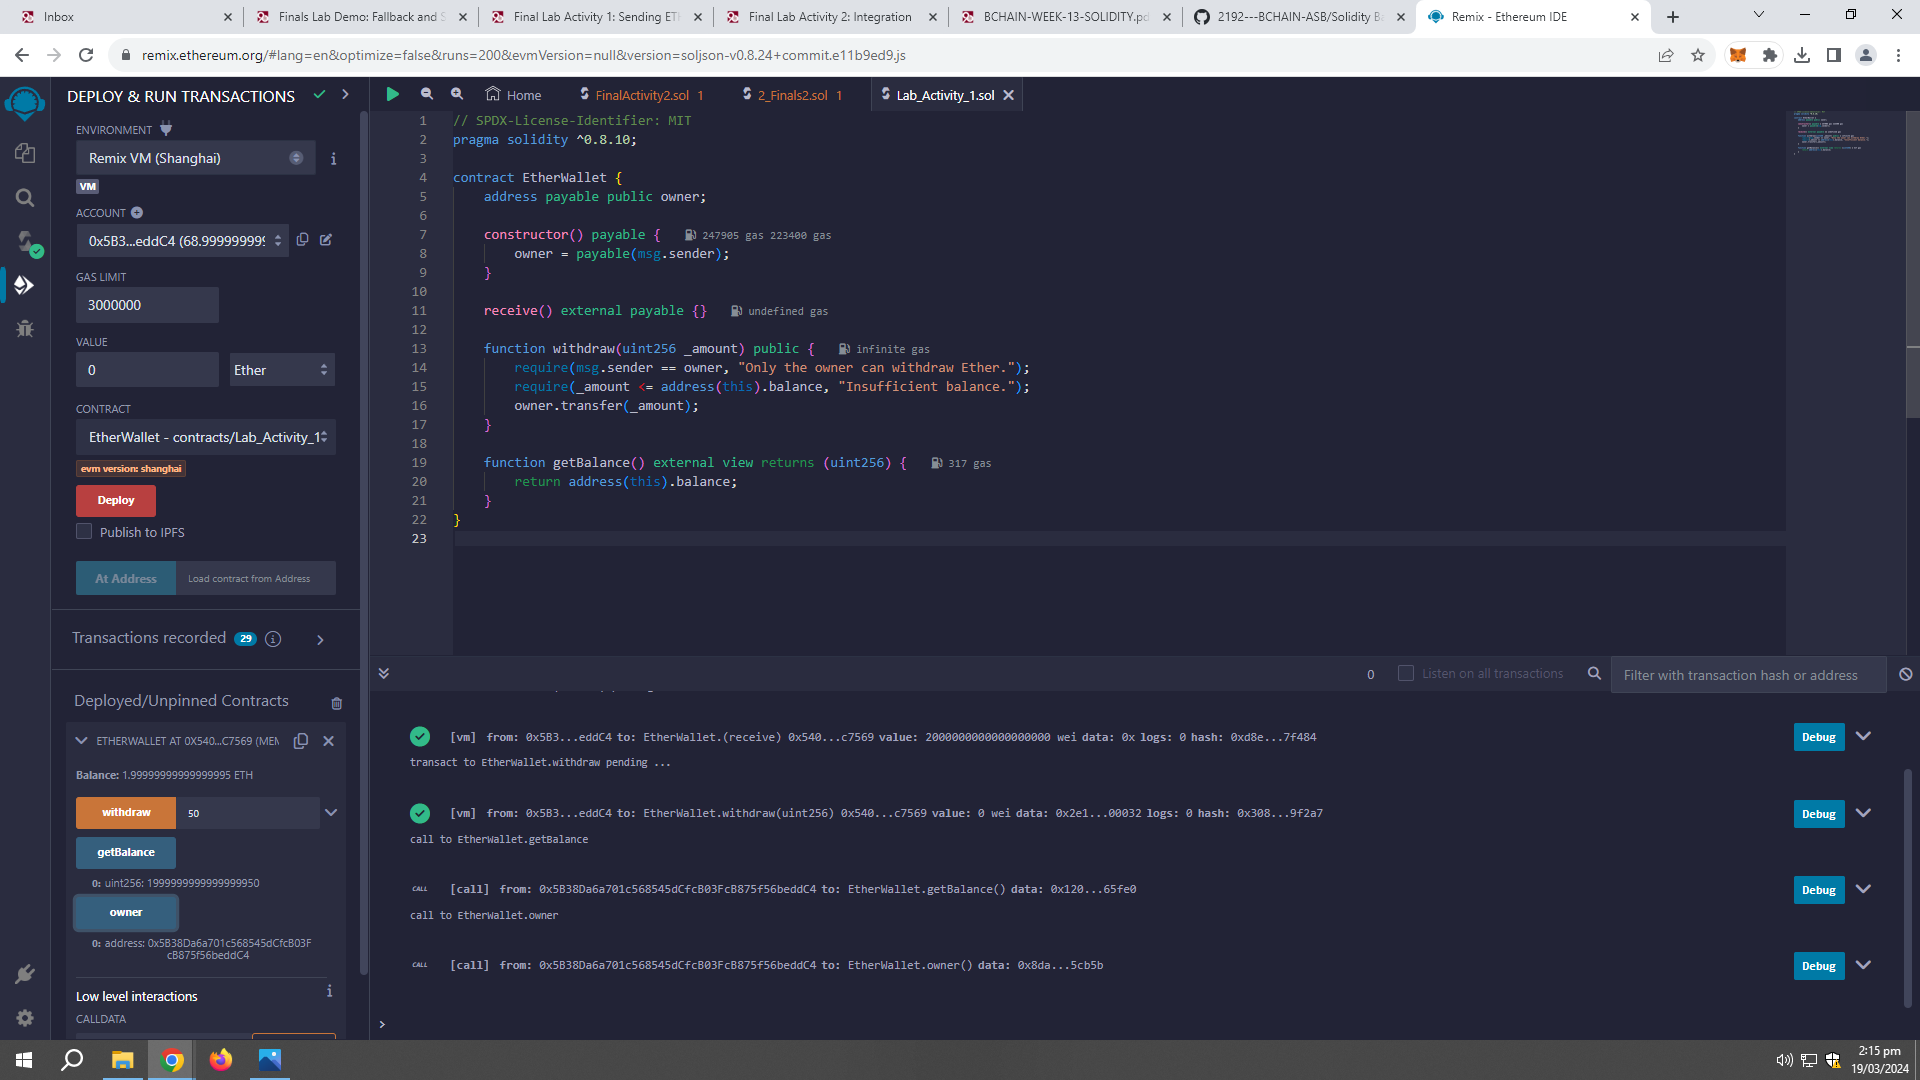 Inbox
Finals Lab Demo: Fallback and S
Final Lab Activity 1: Sending ETH
Final Lab Activity 2: Integration
BCHAIN-WEEK-13-SOLIDITY.pd
2192---BCHAIN-ASB/Solidity Ba
Remix - Ethereum IDE
remix.ethereum.org/#lang=en&optimize=false&runs=200&evmVersion=null&version=soljson-v0.8.24+commit.e11b9ed9.js
DEPLOY & RUN TRANSACTIONS
ENVIRONMENT
Remix VM (Shanghai)
VM
ACCOUNT
0x5B3...eddC4 (68.999999999
GAS LIMIT
3000000
VALUE
0
Ether
CONTRACT
EtherWallet - contracts/Lab_Activity_1
evm version: shanghai
Deploy
Publish to IPFS
At Address
Load contract from Address
Transactions recorded 29
Deployed/Unpinned Contracts
ETHERWALLET AT 0X540...C7569 (MEM
Balance: 1.99999999999999995 ETH
withdraw
50
getBalance
0: uint256: 1999999999999999950
owner
0: address: 0x5B38Da6a701c568545dCfcB03F
cB875f56beddC4
Low level interactions
CALLDATA
Home
FinalActivity2.sol 1
2_Finals2.sol 1
Lab_Activity_1.sol
1 // SPDX-License-Identifier: MIT
2 pragma solidity ^0.8.10;
3
4 contract EtherWallet {
5 address payable public owner;
6
7 constructor() payable { 247905 gas 223400 gas
8 owner = payable(msg.sender);
9 }
10
11 receive() external payable {} undefined gas
12
13 function withdraw(uint256 _amount) public { infinite gas
14 require(msg.sender == owner, "Only the owner can withdraw Ether.");
15 require(_amount <= address(this).balance, "Insufficient balance.");
16 owner.transfer(_amount);
17 }
18
19 function getBalance() external view returns (uint256) { 317 gas
20 return address(this).balance;
21 }
22 }
23
0
Listen on all transactions
Filter with transaction hash or address
[vm] from: 0x5B3...eddC4 to: EtherWallet.(receive) 0x540...c7569 value: 2000000000000000000 wei data: 0x logs: 0 hash: 0xd8e...7f484
Debug
transact to EtherWallet.withdraw pending ...
[vm] from: 0x5B3...eddC4 to: EtherWallet.withdraw(uint256) 0x540...c7569 value: 0 wei data: 0x2e1...00032 logs: 0 hash: 0x308...9f2a7
Debug
call to EtherWallet.getBalance
CALL [call] from: 0x5B38Da6a701c568545dCfcB03FcB875f56beddC4 to: EtherWallet.getBalance() data: 0x120...65fe0
Debug
call to EtherWallet.owner
CALL [call] from: 0x5B38Da6a701c568545dCfcB03FcB875f56beddC4 to: EtherWallet.owner() data: 0x8da...5cb5b
Debug
>
2:15 pm
19/03/2024